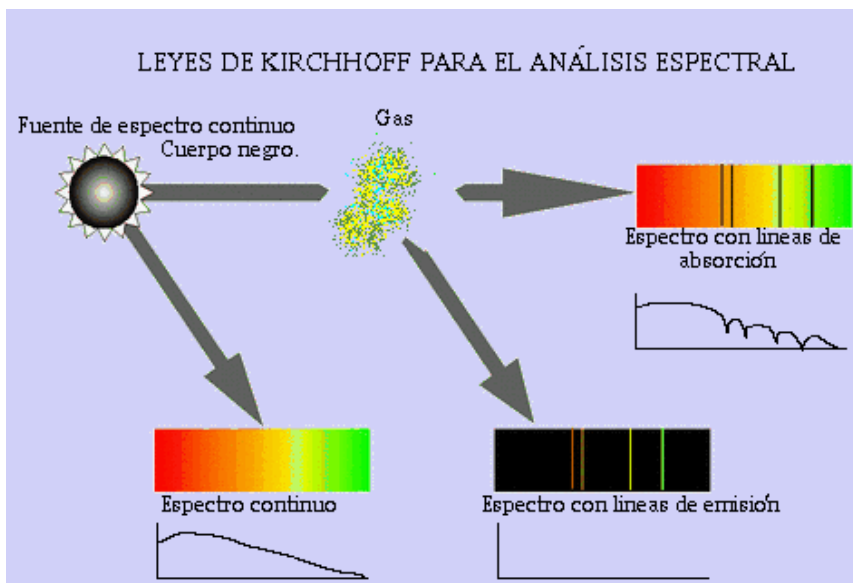 LEYES DE KIRCHHOFF PARA EL ANÁLISIS ESPECTRAL
Fuente de espectro continuo
Cuerpo negro.
Gas
Espectro con lineas de
absorción
Espectro continuo
Espectro con lineas de emisión